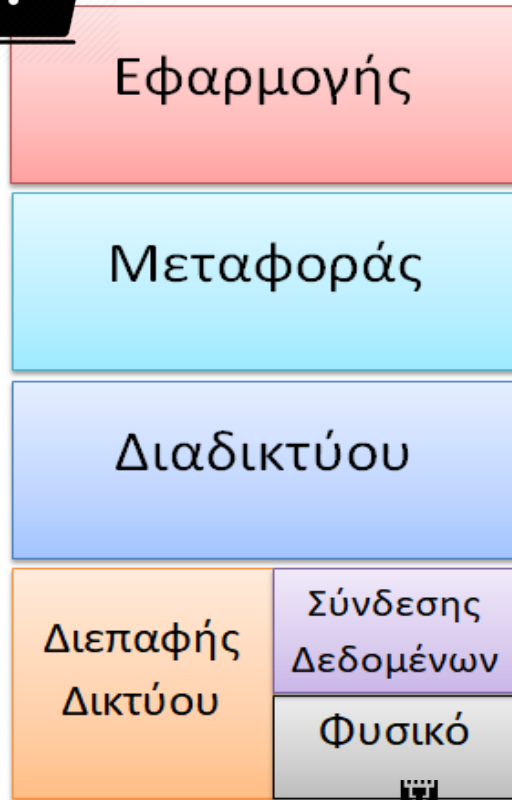 Εφαρμογής
Μεταφοράς
Διαδικτύου
Διεπαφής
Δικτύου
Σύνδεσης
Δεδομένων
Φυσικό